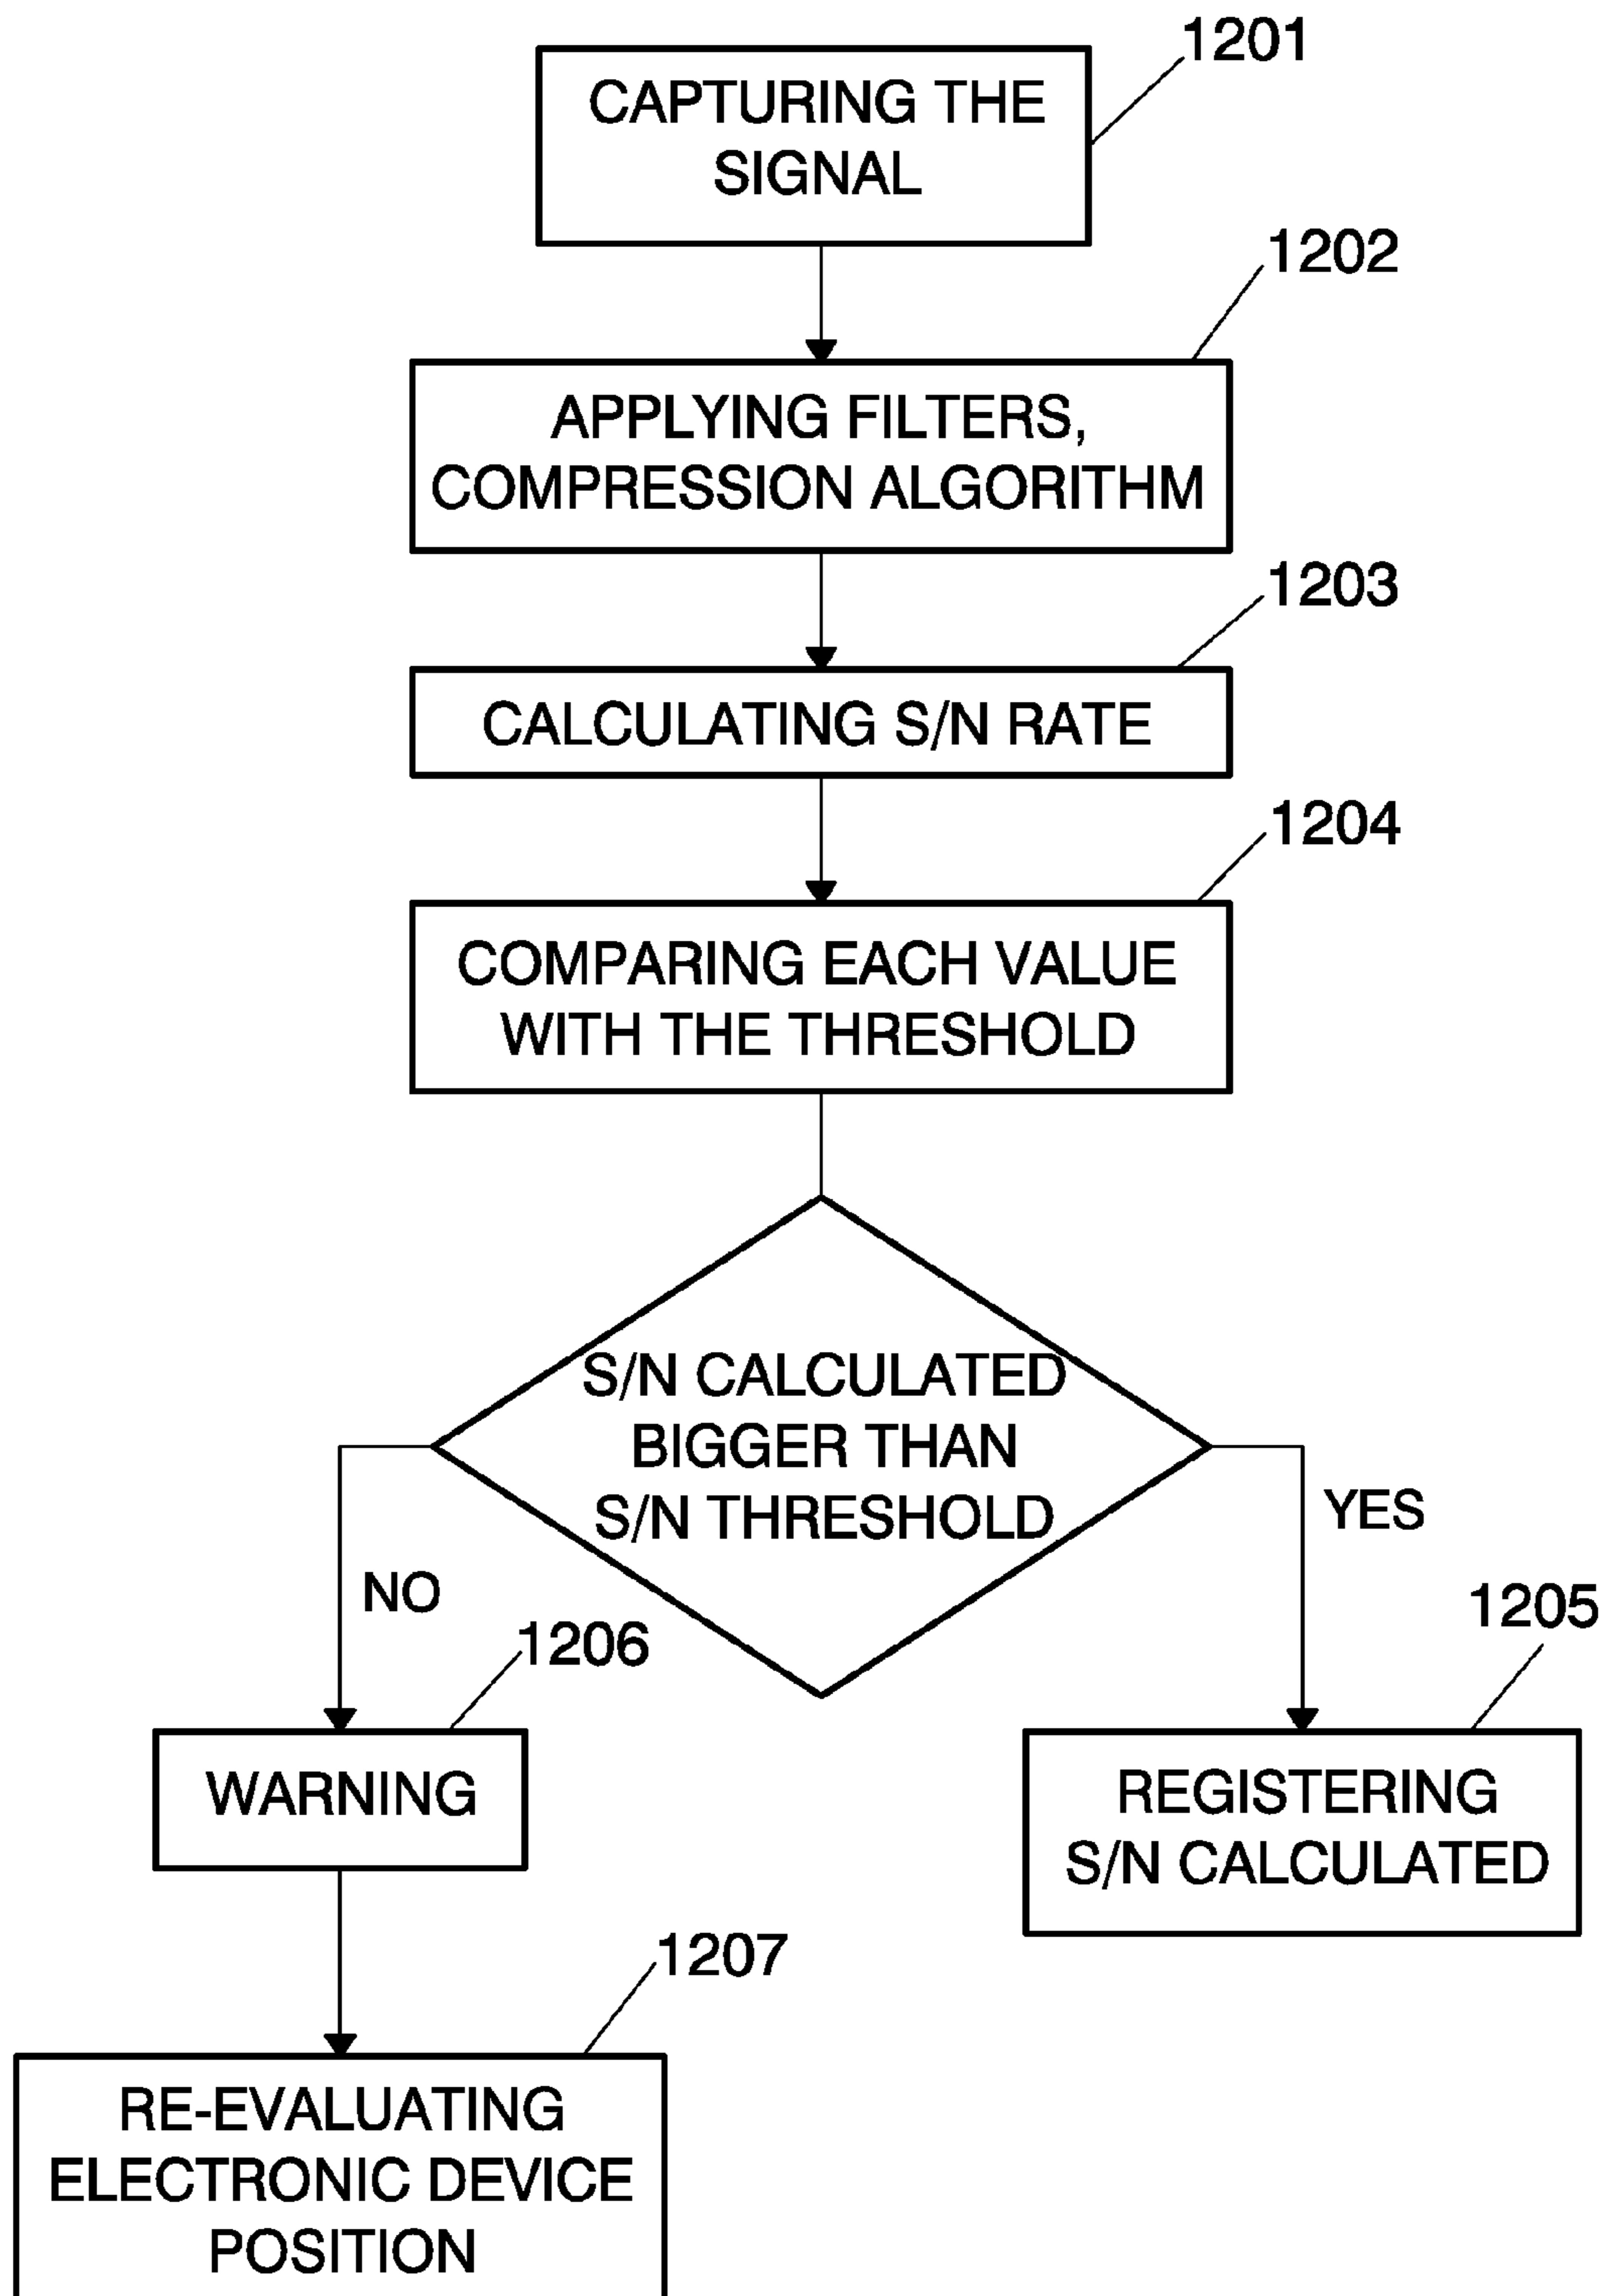 1201
CAPTURING THE
SIGNAL
1202
APPLYING FILTERS,
COMPRESSION ALGORITHM
1203
CALCULATING S/N RATE
1204
COMPARING EACH VALUE
WITH THE THRESHOLD
S/N CALCULATED
BIGGER THAN
S/N THRESHOLD
YES
NO
1205
1206
WARNING
REGISTERING
S/N CALCULATED
1207
RE-EVALUATING
ELECTRONIC DEVICE
POSITION